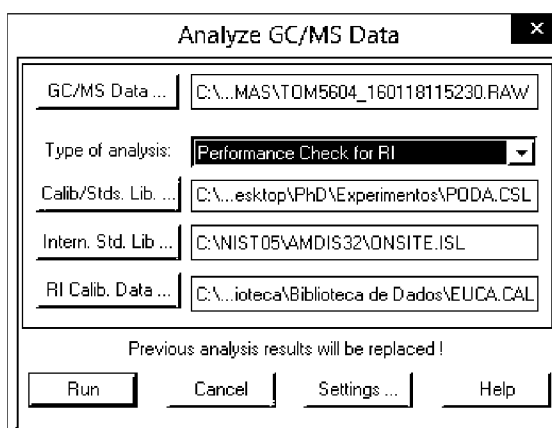 Analyze GC/MS Data
GC/MS Data ... C:\...MAS\TOM5604_160118115230.RAW
Type of analysis: Performance Check for RI
Calib/Stds. Lib. ... C:\...esktop\PhD\Experimentos\PODA.CSL
Intern. Std. Lib ... C:\NIST05\AMDIS32\ONSITE.ISL
RI Calib. Data ... C:\...ioteca\Biblioteca de Dados\EUCA.CAL
Previous analysis results will be replaced !
Run Cancel Settings ... Help